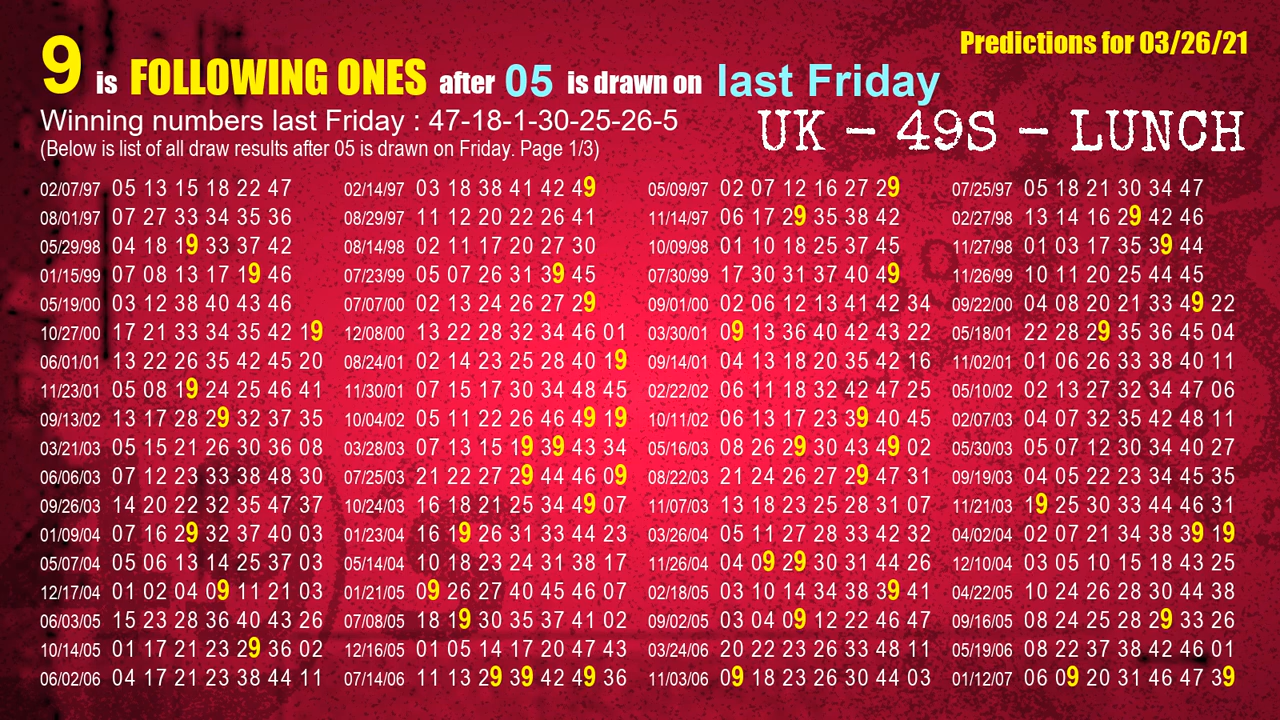 Predictions for 03/26/21
9 is FOLLOWING ONES after 05 is drawn on last Friday
Winning numbers last Friday : 47-18-1-30-25-26-5
UK - 49S - LUNCH
(Below is list of all draw results after 05 is drawn on Friday. Page 1/3)
02/07/97 05 13 15 18 22 47 02/14/97 03 18 38 41 42 49 05/09/97 02 07 12 16 27 29 07/25/97 05 18 21 30 34 47
08/01/97 07 27 33 34 35 36 08/29/97 11 12 20 22 26 41 11/14/97 06 17 29 35 38 42 02/27/98 13 14 16 29 42 46
05/29/98 04 18 19 33 37 42 08/14/98 02 11 17 20 27 30 10/09/98 01 10 18 25 37 45 11/27/98 01 03 17 35 39 44
01/15/99 07 08 13 17 19 46 07/23/99 05 07 26 31 39 45 07/30/99 17 30 31 37 40 49 11/26/99 10 11 20 25 44 45
05/19/00 03 12 38 40 43 46 07/07/00 02 13 24 26 27 29 09/01/00 02 06 12 13 41 42 34 09/22/00 04 08 20 21 33 49 22
10/27/00 17 21 33 34 35 42 19 12/08/00 13 22 28 32 34 46 01 03/30/01 09 13 36 40 42 43 22 05/18/01 22 28 29 35 36 45 04
06/01/01 13 22 26 35 42 45 20 08/24/01 02 14 23 25 28 40 19 09/14/01 04 13 18 20 35 42 16 11/02/01 01 06 26 33 38 40 11
11/23/01 05 08 19 24 25 46 41 11/30/01 07 15 17 30 34 48 45 02/22/02 06 11 18 32 42 47 25 05/10/02 02 13 27 32 34 47 06
09/13/02 13 17 28 29 32 37 35 10/04/02 05 11 22 26 46 49 19 10/11/02 06 13 17 23 39 40 45 02/07/03 04 07 32 35 42 48 11
03/21/03 05 15 21 26 30 36 08 03/28/03 07 13 15 19 39 43 34 05/16/03 08 26 29 30 43 49 02 05/30/03 05 07 12 30 34 40 27
06/06/03 07 12 23 33 38 48 30 07/25/03 21 22 27 29 44 46 09 08/22/03 21 24 26 27 29 47 31 09/19/03 04 05 22 23 34 45 35
09/26/03 14 20 22 32 35 47 37 10/24/03 16 18 21 25 34 49 07 11/07/03 13 18 23 25 28 31 07 11/21/03 19 25 30 33 44 46 31
01/09/04 07 16 29 32 37 40 03 01/23/04 16 19 26 31 33 44 23 03/26/04 05 11 27 28 33 42 32 04/02/04 02 07 21 34 38 39 19
05/07/04 05 06 13 14 25 37 03 05/14/04 10 18 23 24 31 38 17 11/26/04 04 09 29 30 31 44 26 12/10/04 03 05 10 15 18 43 25
12/17/04 01 02 04 09 11 21 03 01/21/05 09 26 27 40 45 46 07 02/18/05 03 10 14 34 38 39 41 04/22/05 10 24 26 28 30 44 38
06/03/05 15 23 28 36 40 43 26 07/08/05 18 19 30 35 37 41 02 09/02/05 03 04 09 12 22 46 47 09/16/05 08 24 25 28 29 33 26
10/14/05 01 17 21 23 29 36 02 12/16/05 01 05 14 17 20 47 43 03/24/06 20 22 23 26 33 48 11 05/19/06 08 22 37 38 42 46 01
06/02/06 04 17 21 23 38 44 11 07/14/06 11 13 29 39 42 49 36 11/03/06 09 18 23 26 30 44 03 01/12/07 06 09 20 31 46 47 39